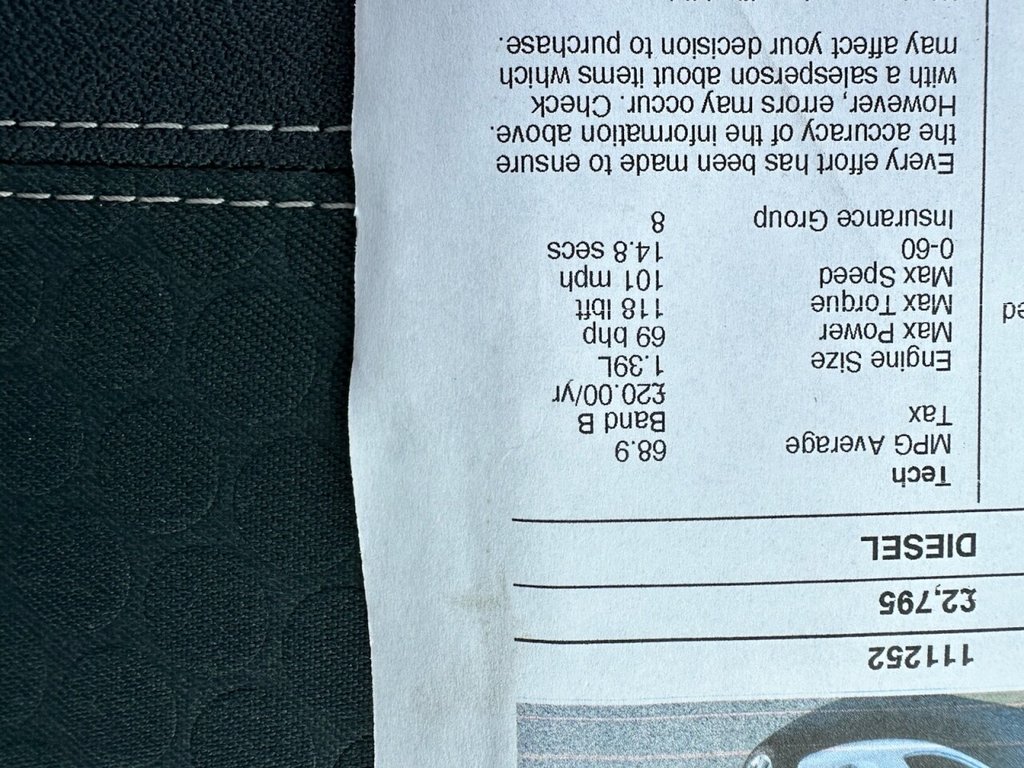 111252
£2,795
DIESEL
Tech
MPG Average 68.9
Tax Band B
£20.00/yr
Engine Size 1.39L
Max Power 69 bhp
Max Torque 118 lbft
Max Speed 101 mph
0-60 14.8 secs
Insurance Group 8
Every effort has been made to ensure
the accuracy of the information above.
However, errors may occur. Check
with a salesperson about items which
may affect your decision to purchase.